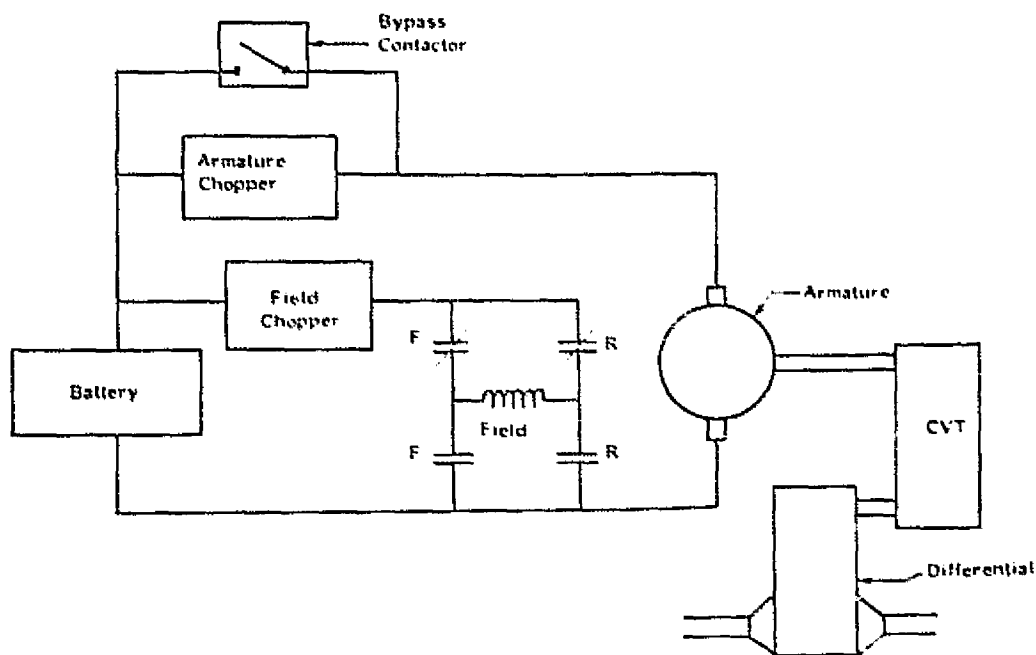 Bypass
Contactor
Armature
Chopper
Field
Chopper
Armature
F
R
Battery
Field
CVT
F
R
Differential